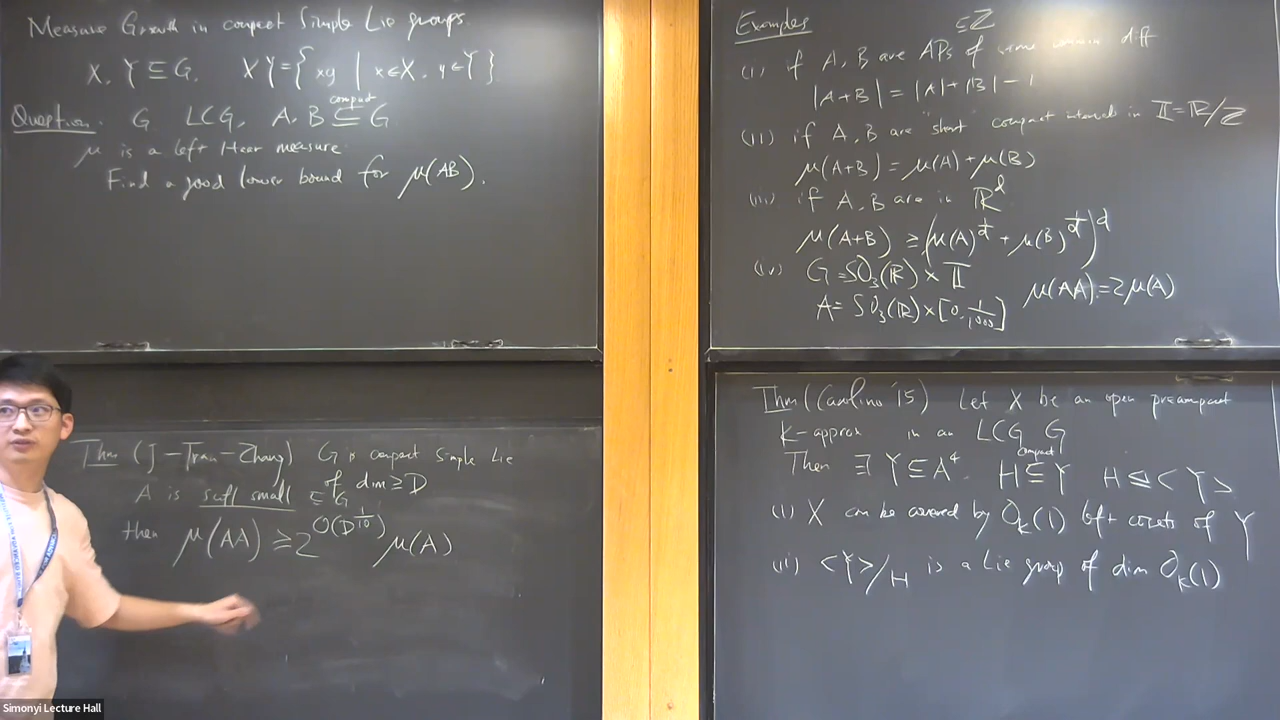 Measure Growth in compact Simple Lie groups.
X, Y ⊆ G, XY = { xy | x∈X, y∈Y }
Question: G LCG, A, B ⊆ G
compact
μ is a left Haar measure.
Find a good lower bound for μ(AB).
Thm (J-Tran-Zhang) G is compact simple Lie
of dim ≥ D
A is suff small ⊆ G
then μ(AA) ≥ 2^{O(D^{1/10})} μ(A)
Examples ⊆ Z
(i) if A, B are APs of same common diff
|A+B| = |A|+|B| - 1
(ii) if A, B are "short" compact interval in 𝕋 = ℝ/Z
μ(A+B) = μ(A)+μ(B)
(iii) if A, B are in ℝ^d
μ(A+B) ≥ (μ(A)^{1/d} + μ(B)^{1/d})^d
(iv) G = SO₃(ℝ) × 𝕋
A = SO₃(ℝ) × [0, 1/1000] μ(AA) = 2μ(A)
Thm (Carolino '15) Let X be an open precompact
K-approx in an LCG G
Then ∃ Y ⊆ A⁴, H ⊆ Y H ⊴ <Y>
compact
(i) X can be covered by O_K(1) left cosets of Y
(ii) <Y>/H is a Lie group of dim O_K(1)
Simonyi Lecture Hall